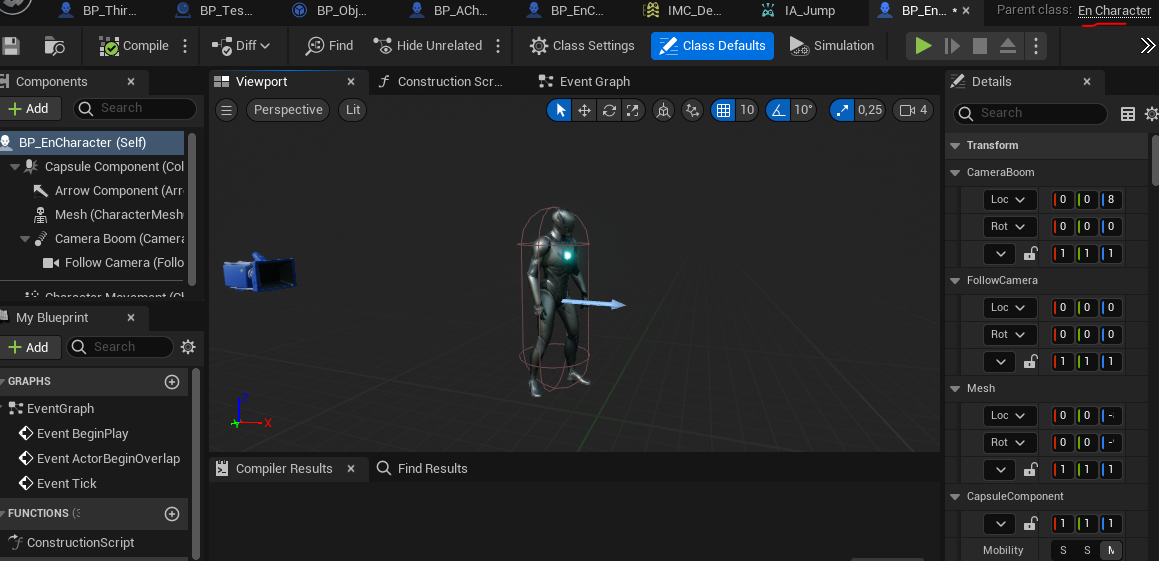 BP_Thir... BP_Tes... BP_Obj... BP_ACh... BP_EnC... IMC_De... IA_Jump BP_En... • × Parent class: En Character
Compile Diff Find Hide Unrelated Class Settings Class Defaults Simulation
Components × Viewport × Construction Scr... Event Graph Details ×
+ Add Search Perspective Lit 10 10° 0,25 4 Search
BP_EnCharacter (Self) Transform
Capsule Component (Col CameraBoom
Arrow Component (Arr Loc 0 0 8
Mesh (CharacterMesh Rot 0 0 0
Camera Boom (Camera 1 1 1
Follow Camera (Follo FollowCamera
Loc 0 0 0
My Blueprint × Rot 0 0 0
+ Add Search 1 1 1
GRAPHS Mesh
EventGraph Loc 0 0
Event BeginPlay Rot 0 0
Event ActorBeginOverlap Compiler Results × Find Results 1 1 1
Event Tick CapsuleComponent
FUNCTIONS 1 1 1
ConstructionScript Mobility S S M
X